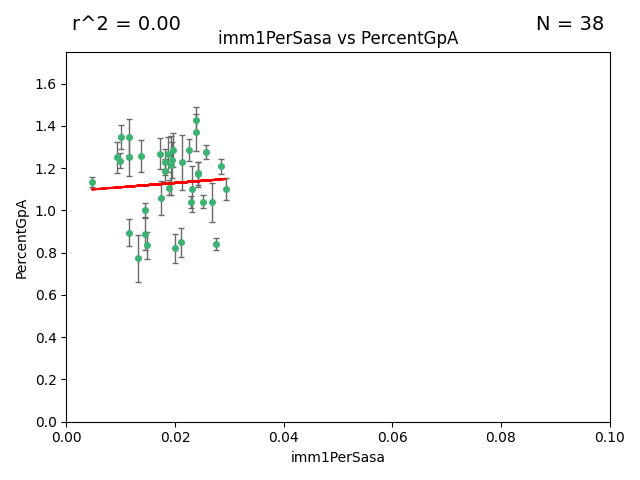 r^2 = 0.00
N = 38
imm1PerSasa vs PercentGpA
PercentGpA
1.6
1.4
1.2
1.0
0.8
0.6
0.4
0.2
0.0
0.00 0.02 0.04 0.06 0.08 0.10
imm1PerSasa